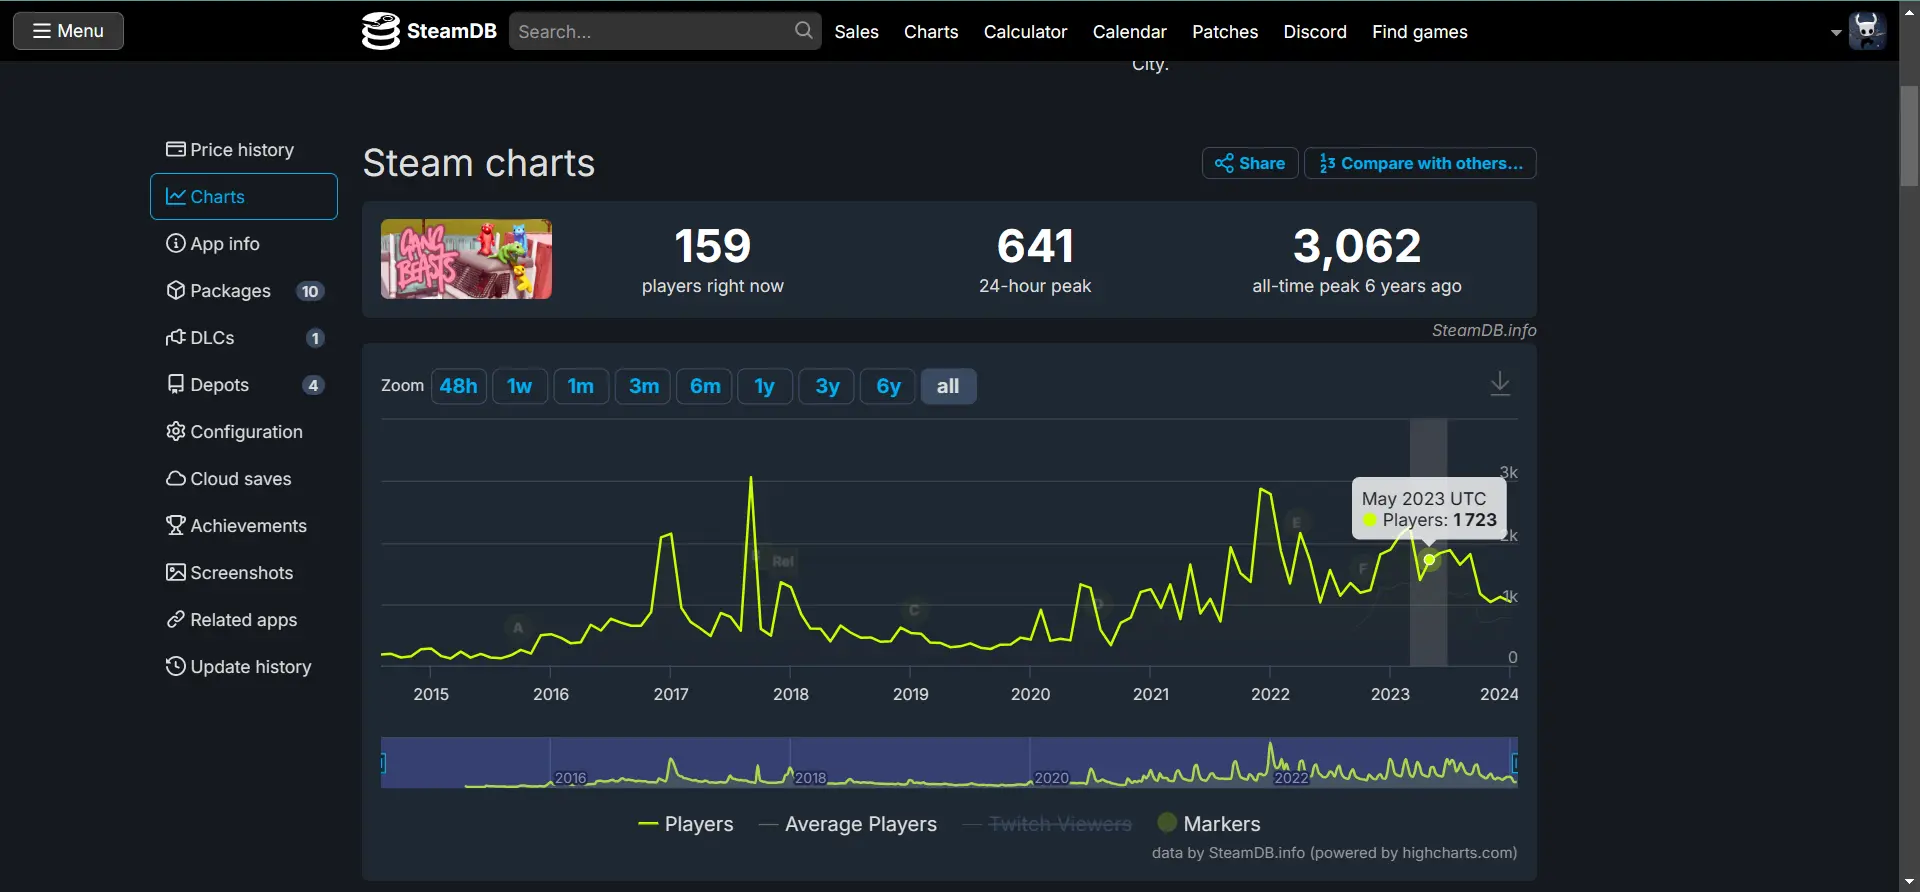 Menu
SteamDB
Search...
Sales
Charts
Calculator
Calendar
Patches
Discord
Find games
City.
Price history
Charts
App info
Packages 10
DLCs 1
Depots 4
Configuration
Cloud saves
Achievements
Screenshots
Related apps
Update history
Steam charts
Share
Compare with others...
GANG
BEASTS
159
players right now
641
24-hour peak
3,062
all-time peak 6 years ago
SteamDB.info
Zoom 48h 1w 1m 3m 6m 1y 3y 6y all
3k
May 2023 UTC
Players: 1 723
2k
E
Rel
F
1k
C
D
A
0
2015 2016 2017 2018 2019 2020 2021 2022 2023 2024
2016 2018 2020 2022
Players Average Players Twitch Viewers Markers
data by SteamDB.info (powered by highcharts.com)